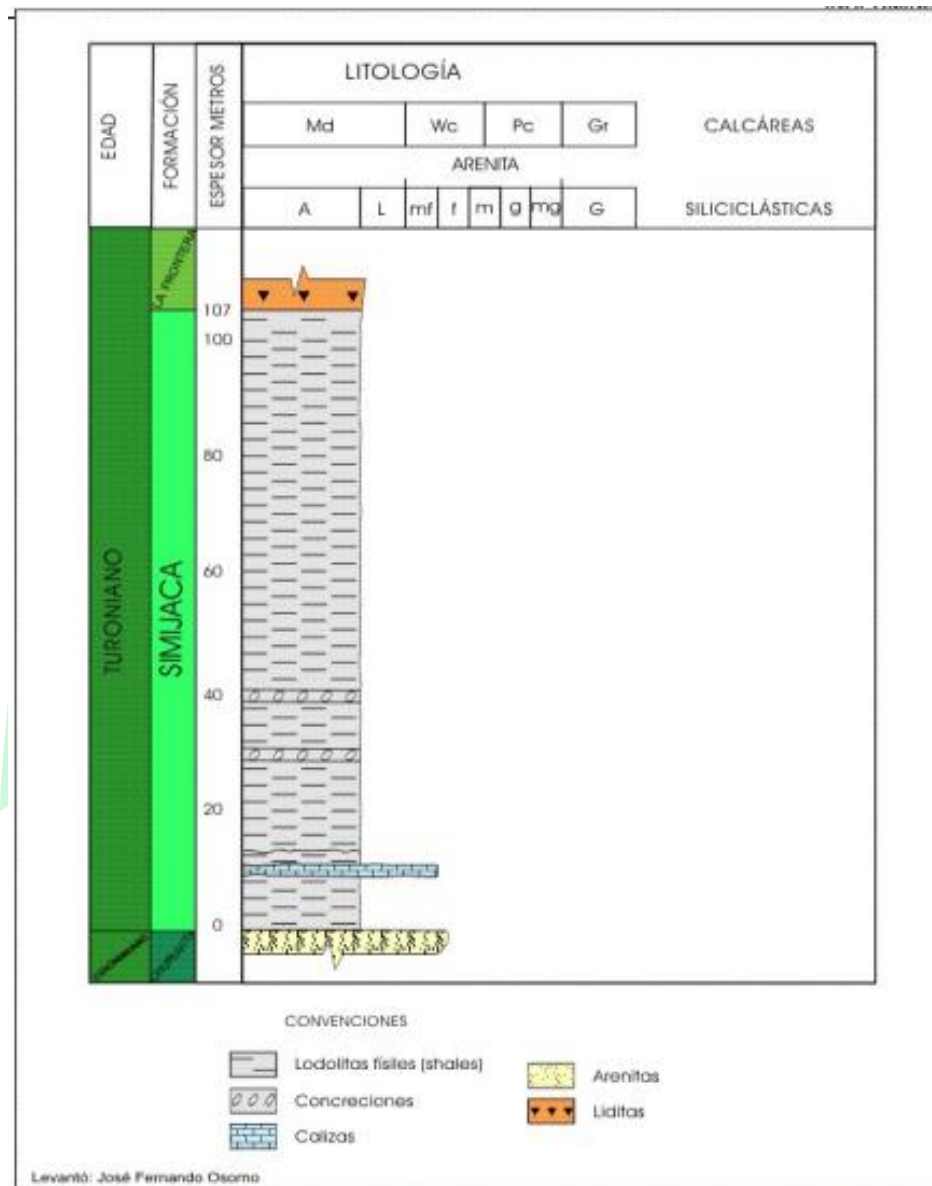 LITOLOGÍA
EDAD
FORMACIÓN
ESPESOR METROS
Md Wc Pc Gr
CALCÁREAS
ARENITA
A L mf f m g mg G
SILICICLÁSTICAS
LA FRONTERA
107
100
80
60
TURONIANO
SIMIJACA
40
20
0
CONVENCIONES
Lodolitas físiles (shales)
Arenitas
Concreciones
Liditas
Calizas
Levantó: José Fernando Osorno